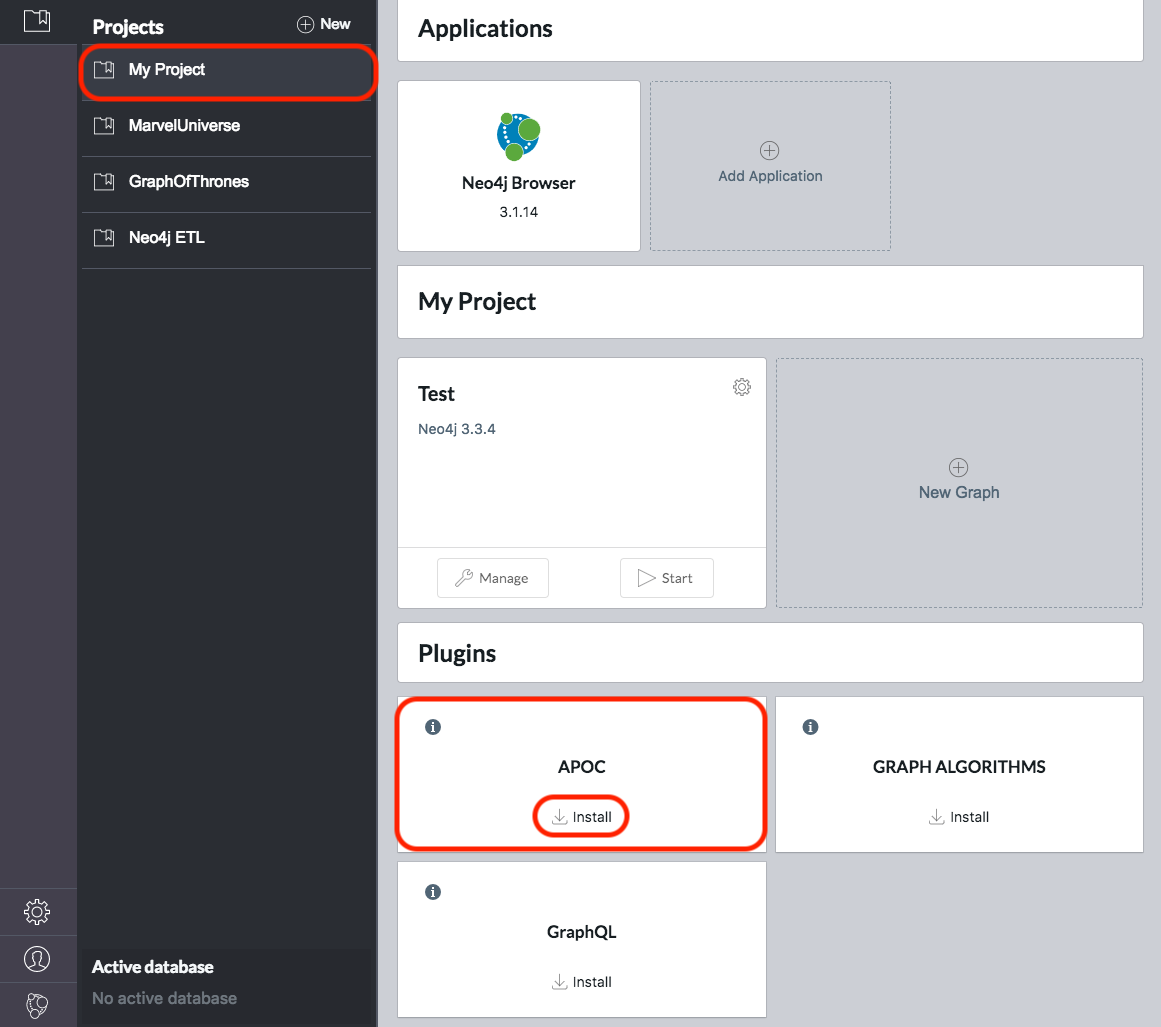 Projects
New
My Project
MarvelUniverse
GraphOfThrones
Neo4j ETL
Active database
No active database
Applications
Neo4j Browser
3.1.14
Add Application
My Project
Test
Neo4j 3.3.4
Manage
Start
New Graph
Plugins
APOC
Install
GRAPH ALGORITHMS
Install
GraphQL
Install